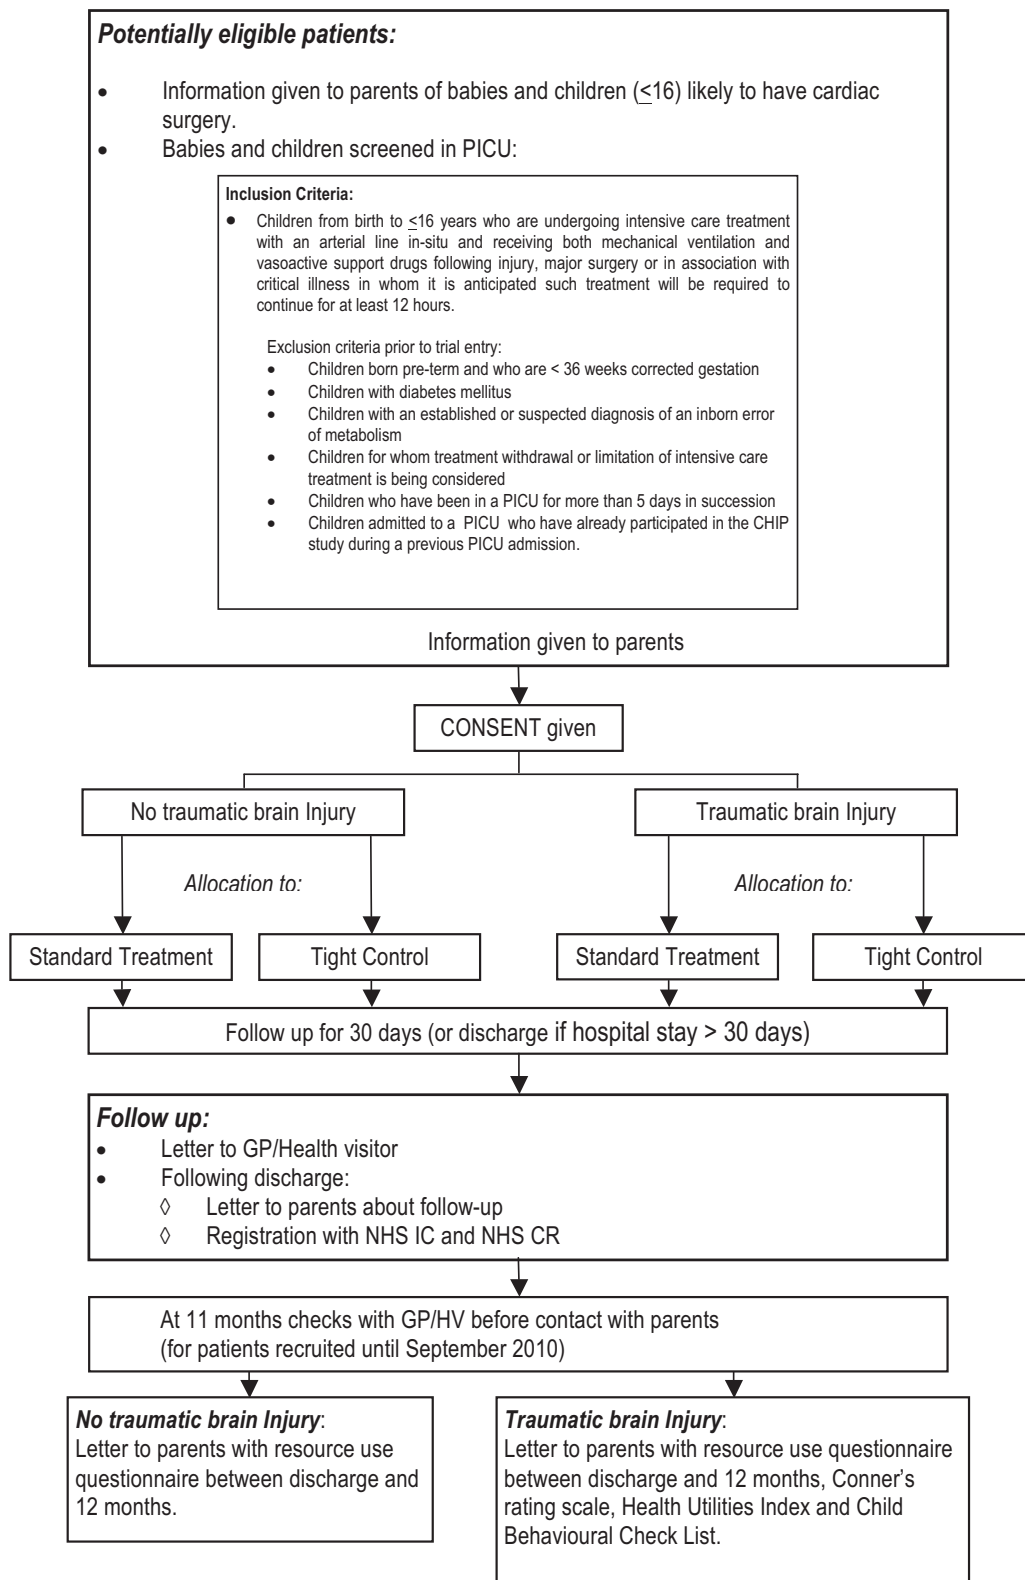 Potentially eligible patients:
• Information given to parents of babies and children (≤16) likely to have cardiac
surgery.
• Babies and children screened in PICU:
Inclusion Criteria:
• Children from birth to ≤16 years who are undergoing intensive care treatment
with an arterial line in-situ and receiving both mechanical ventilation and
vasoactive support drugs following injury, major surgery or in association with
critical illness in whom it is anticipated such treatment will be required to
continue for at least 12 hours.
Exclusion criteria prior to trial entry:
• Children born pre-term and who are < 36 weeks corrected gestation
• Children with diabetes mellitus
• Children with an established or suspected diagnosis of an inborn error
of metabolism
• Children for whom treatment withdrawal or limitation of intensive care
treatment is being considered
• Children who have been in a PICU for more than 5 days in succession
• Children admitted to a PICU who have already participated in the CHIP
study during a previous PICU admission.
Information given to parents
CONSENT given
No traumatic brain Injury
Traumatic brain Injury
Allocation to:
Allocation to:
Standard Treatment
Tight Control
Standard Treatment
Tight Control
Follow up for 30 days (or discharge if hospital stay > 30 days)
Follow up:
• Letter to GP/Health visitor
• Following discharge:
◊ Letter to parents about follow-up
◊ Registration with NHS IC and NHS CR
At 11 months checks with GP/HV before contact with parents
(for patients recruited until September 2010)
No traumatic brain Injury:
Letter to parents with resource use
questionnaire between discharge and
12 months.
Traumatic brain Injury:
Letter to parents with resource use questionnaire
between discharge and 12 months, Conner's
rating scale, Health Utilities Index and Child
Behavioural Check List.